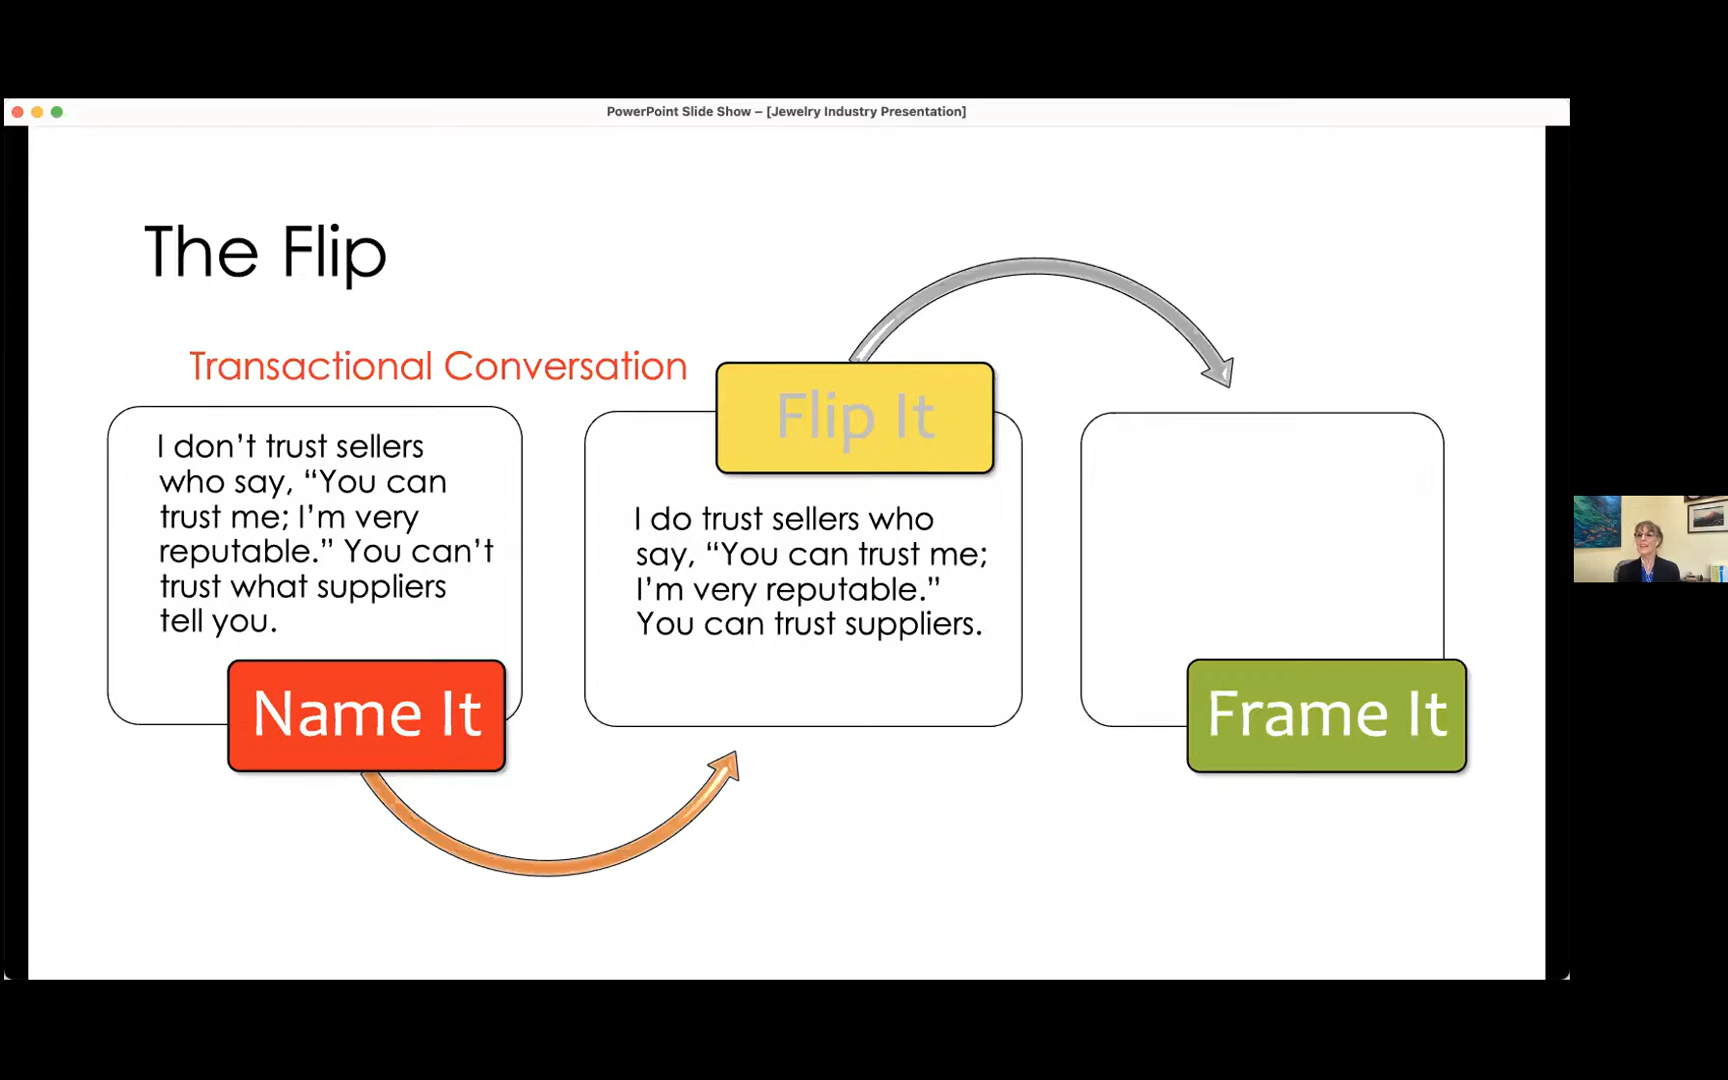 PowerPoint Slide Show – [Jewelry Industry Presentation]
The Flip
Transactional Conversation
I don’t trust sellers
who say, “You can
trust me; I’m very
reputable.” You can’t
trust what suppliers
tell you.
Name It
Flip It
I do trust sellers who
say, “You can trust me;
I’m very reputable.”
You can trust suppliers.
Frame It